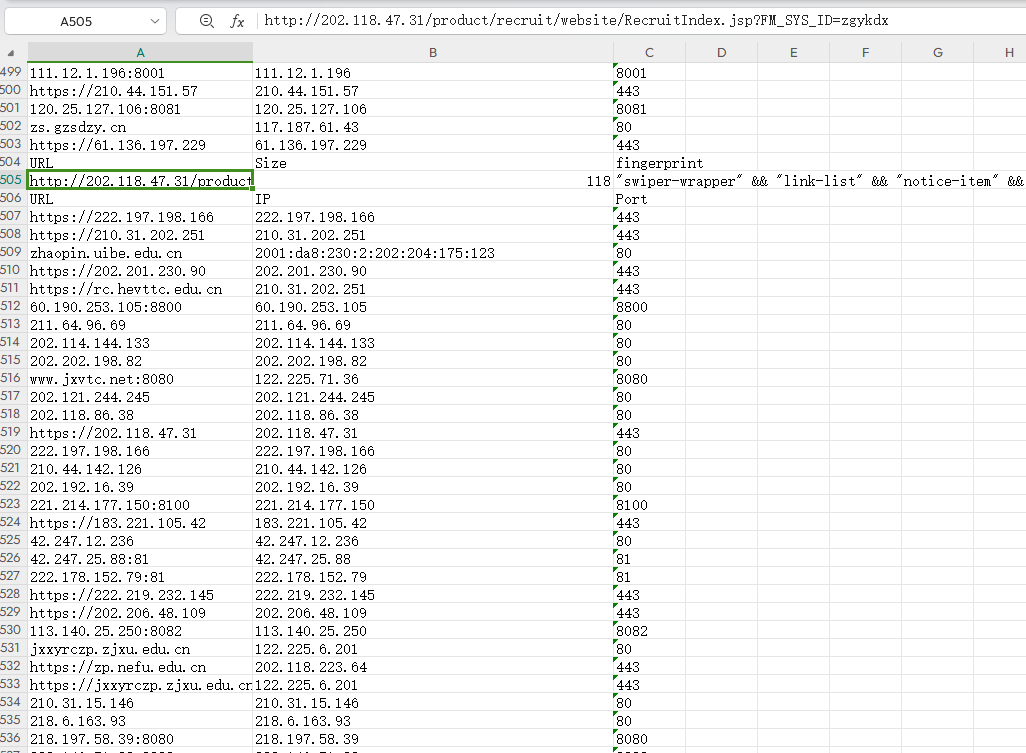 A505 fx http://202.118.47.31/product/recruit/website/RecruitIndex.jsp?FM_SYS_ID=zgykdx
A B C D E F G H
499 111.12.1.196:8001 111.12.1.196 8001
500 https://210.44.151.57 210.44.151.57 443
501 120.25.127.106:8081 120.25.127.106 8081
502 zs.gzsdzy.cn 117.187.61.43 80
503 https://61.136.197.229 61.136.197.229 443
504 URL Size fingerprint
505 http://202.118.47.31/product 118 "swiper-wrapper" && "link-list" && "notice-item" &&
506 URL IP Port
507 https://222.197.198.166 222.197.198.166 443
508 https://210.31.202.251 210.31.202.251 443
509 zhaopin.uibe.edu.cn 2001:da8:230:2:202:204:175:123 80
510 https://202.201.230.90 202.201.230.90 443
511 https://rc.hevttc.edu.cn 210.31.202.251 443
512 60.190.253.105:8800 60.190.253.105 8800
513 211.64.96.69 211.64.96.69 80
514 202.114.144.133 202.114.144.133 80
515 202.202.198.82 202.202.198.82 80
516 www.jxvtc.net:8080 122.225.71.36 8080
517 202.121.244.245 202.121.244.245 80
518 202.118.86.38 202.118.86.38 80
519 https://202.118.47.31 202.118.47.31 443
520 222.197.198.166 222.197.198.166 80
521 210.44.142.126 210.44.142.126 80
522 202.192.16.39 202.192.16.39 80
523 221.214.177.150:8100 221.214.177.150 8100
524 https://183.221.105.42 183.221.105.42 443
525 42.247.12.236 42.247.12.236 80
526 42.247.25.88:81 42.247.25.88 81
527 222.178.152.79:81 222.178.152.79 81
528 https://222.219.232.145 222.219.232.145 443
529 https://202.206.48.109 202.206.48.109 443
530 113.140.25.250:8082 113.140.25.250 8082
531 jxxyrczp.zjxu.edu.cn 122.225.6.201 80
532 https://zp.nefu.edu.cn 202.118.223.64 443
533 https://jxxyrczp.zjxu.edu.cn 122.225.6.201 443
534 210.31.15.146 210.31.15.146 80
535 218.6.163.93 218.6.163.93 80
536 218.197.58.39:8080 218.197.58.39 8080